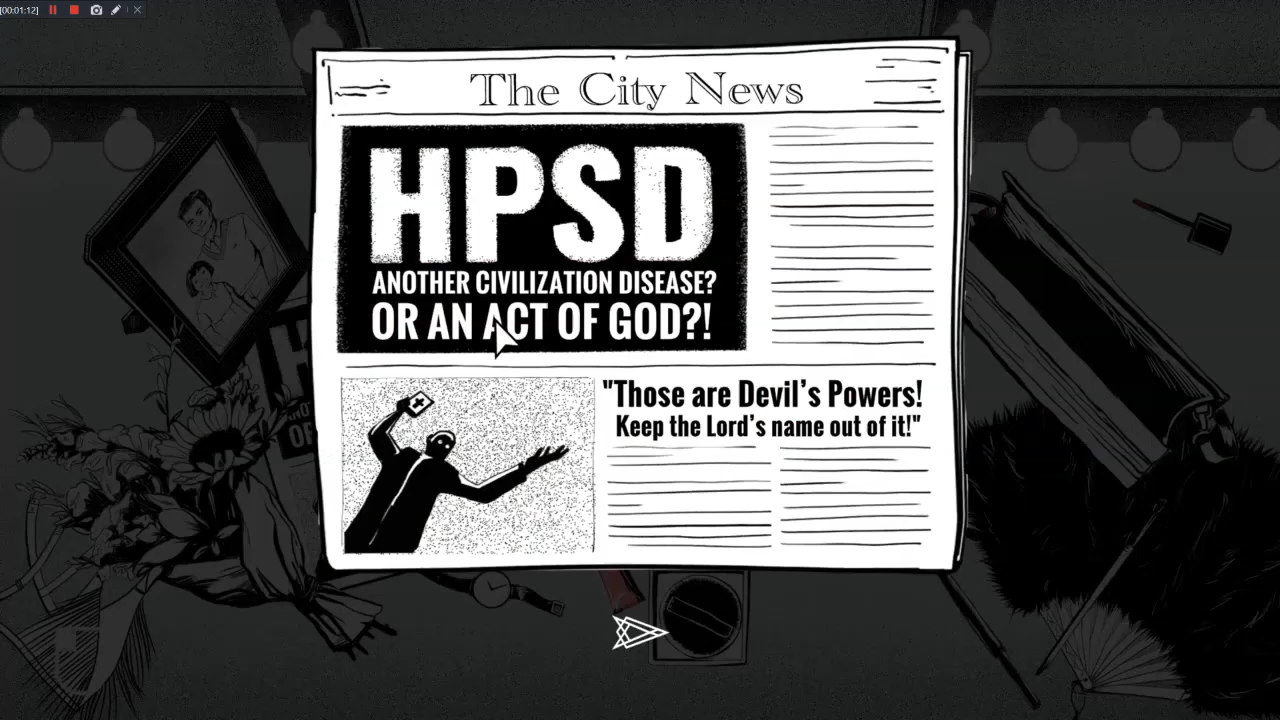 [00:01:12]
The City News
HPSD
ANOTHER CIVILIZATION DISEASE?
OR AN ACT OF GOD?!
"Those are Devil's Powers!
Keep the Lord's name out of it!"